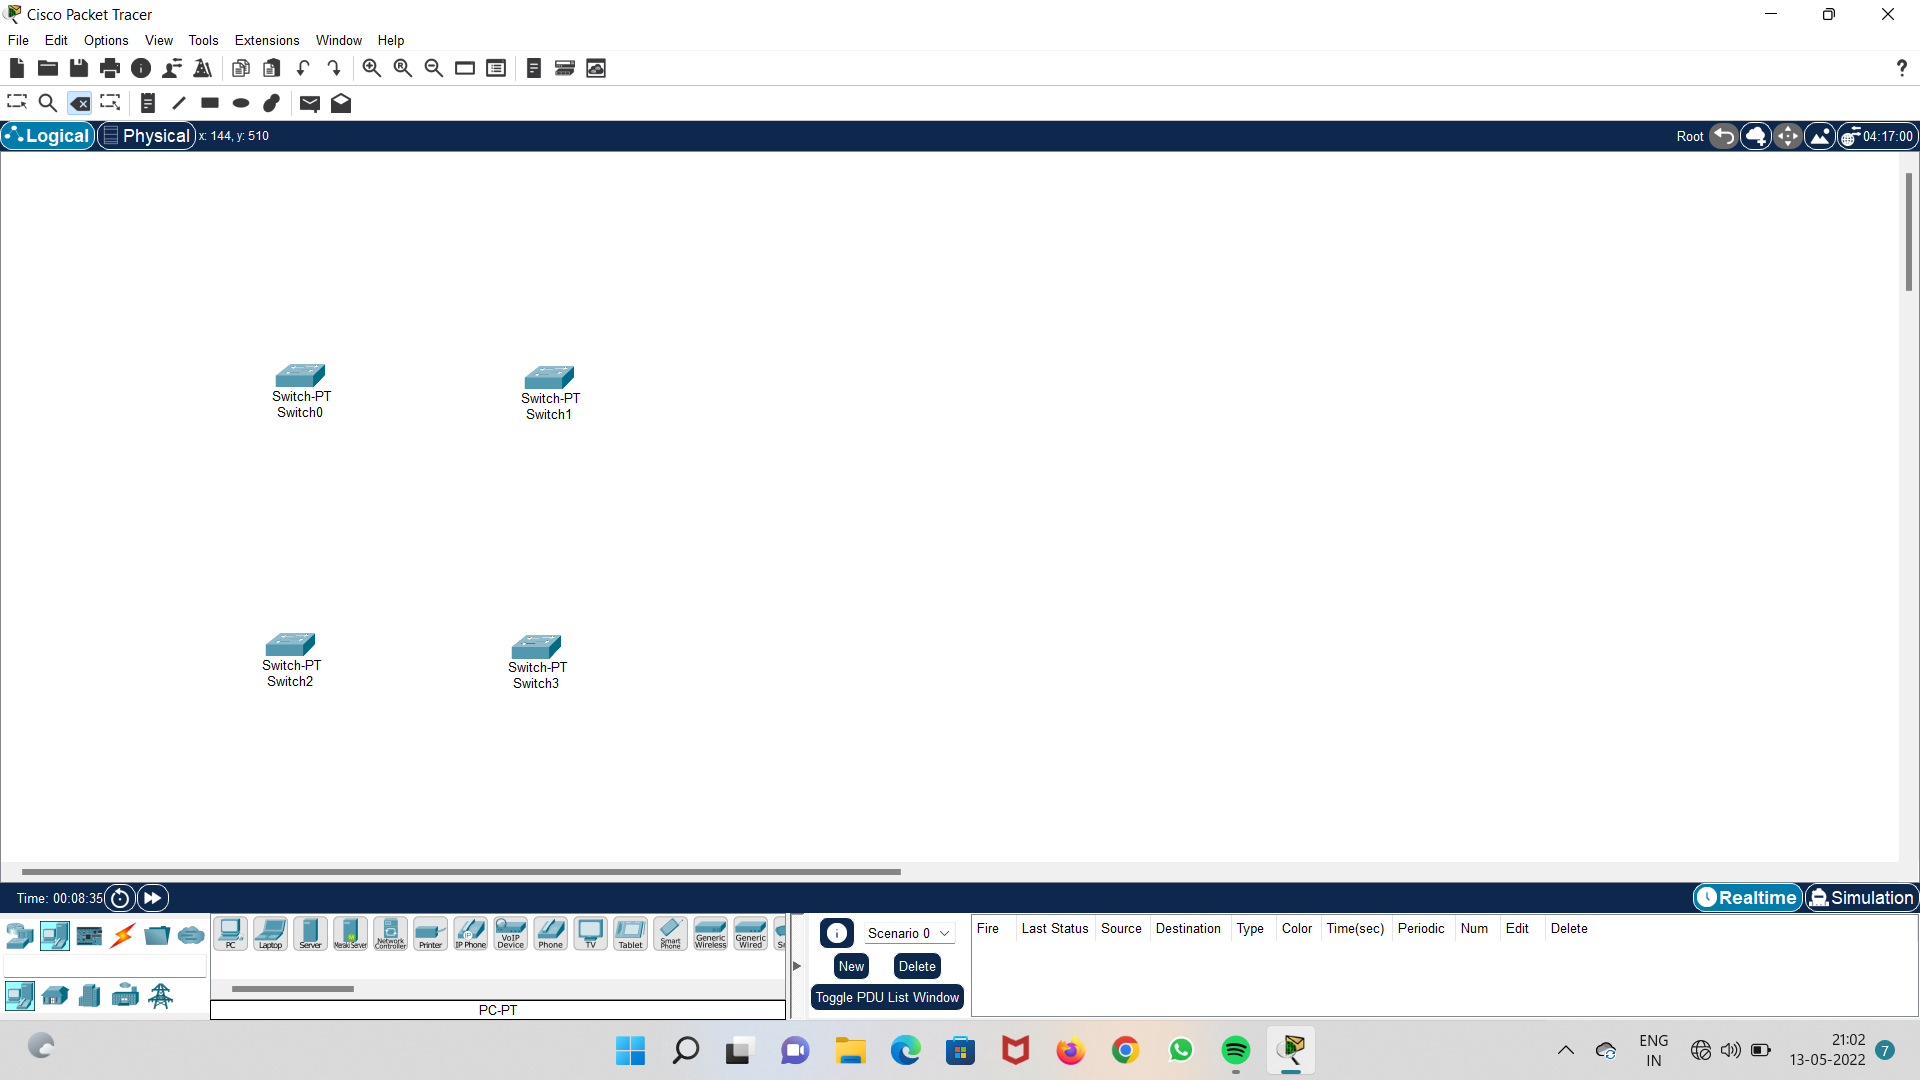 Cisco Packet Tracer
File Edit Options View Tools Extensions Window Help
?
Logical Physical x: 144, y: 510 Root 04:17:00
Switch-PT
Switch0
Switch-PT
Switch1
Switch-PT
Switch2
Switch-PT
Switch3
Time: 00:08:35 Realtime Simulation
PC Laptop Server MerakiServer Network Controller Printer IP Phone VoIP Device Phone TV Tablet Smart Phone Generic Wireless Generic Wired
Scenario 0
New Delete
Toggle PDU List Window
Fire Last Status Source Destination Type Color Time(sec) Periodic Num Edit Delete
PC-PT
ENG
IN
21:02
13-05-2022
7